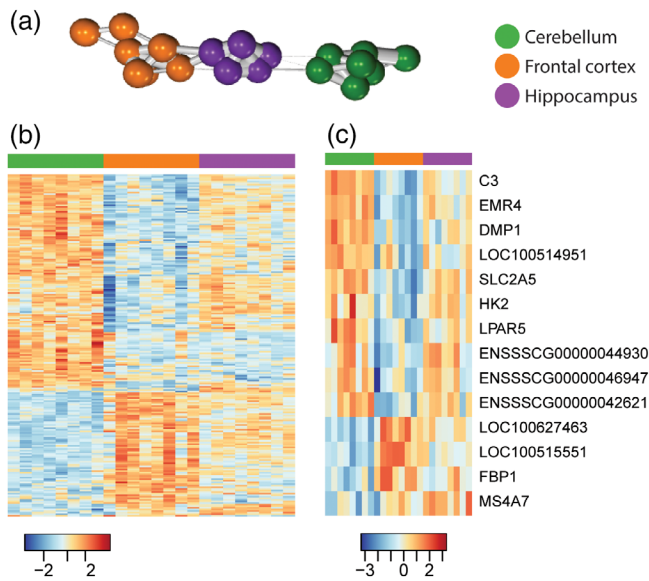 (a)
Cerebellum
Frontal cortex
Hippocampus
(b)
(c)
C3
EMR4
DMP1
LOC100514951
SLC2A5
HK2
LPAR5
ENSSSCG00000044930
ENSSSCG00000046947
ENSSSCG00000042621
LOC100627463
LOC100515551
FBP1
MS4A7
−2 2
−3 0 2